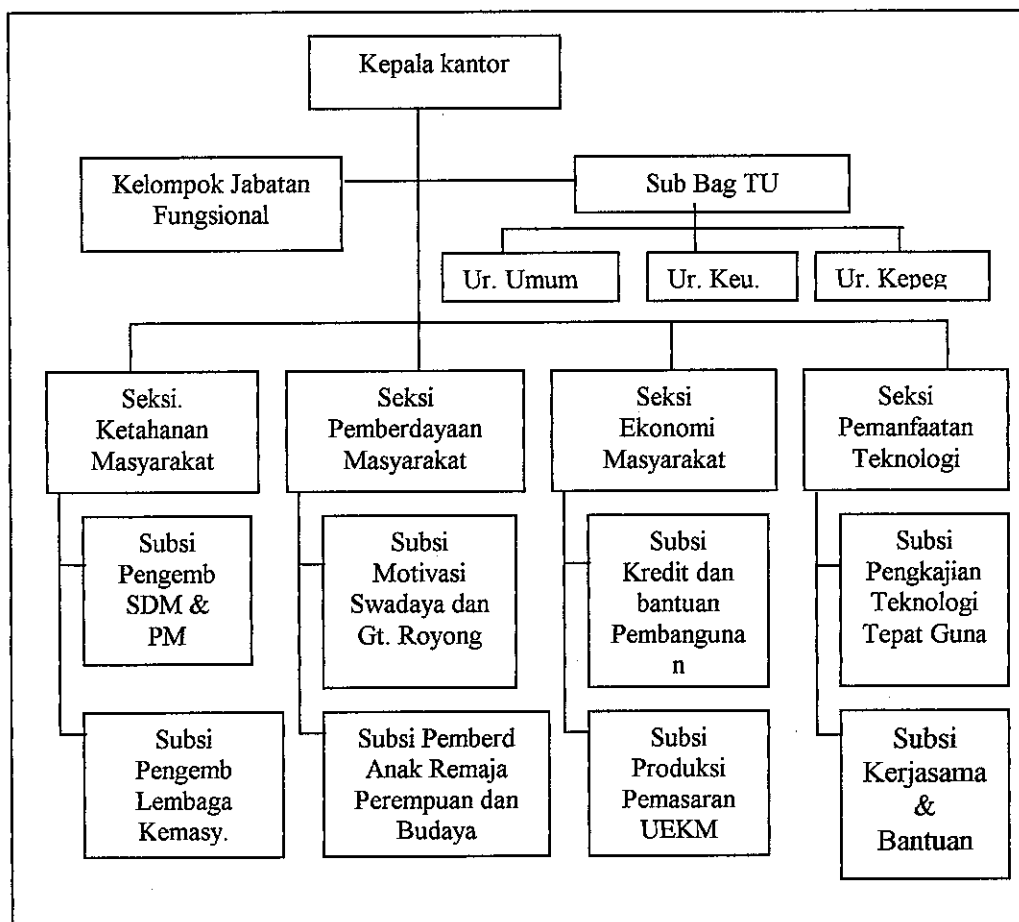 Kepala kantor
Kelompok Jabatan
Fungsional
Sub Bag TU
Ur. Umum
Ur. Keu.
Ur. Kepeg
Seksi.
Ketahanan
Masyarakat
Seksi
Pemberdayaan
Masyarakat
Seksi
Ekonomi
Masyarakat
Seksi
Pemanfaatan
Teknologi
Subsi
Pengemb
SDM &
PM
Subsi
Motivasi
Swadaya dan
Gt. Royong
Subsi
Kredit dan
bantuan
Pembanguna
n
Subsi
Pengkajian
Teknologi
Tepat Guna
Subsi
Pengemb
Lembaga
Kemasy.
Subsi Pemberd
Anak Remaja
Perempuan dan
Budaya
Subsi
Produksi
Pemasaran
UEKM
Subsi
Kerjasama
&
Bantuan